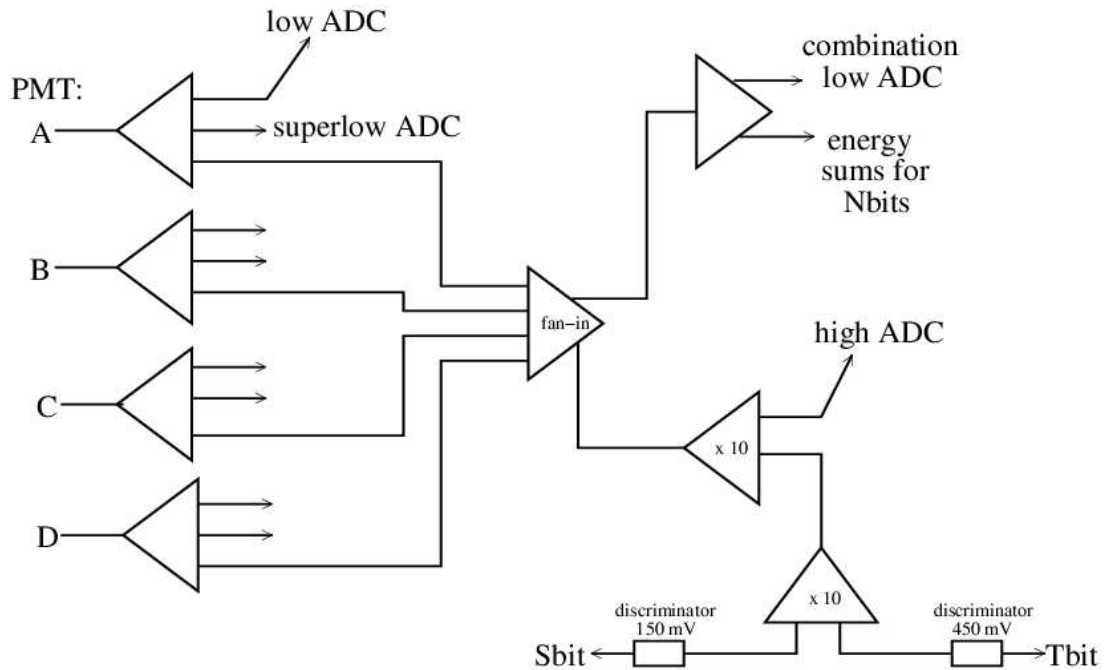 low ADC
PMT:
A
superlow ADC
B
C
D
fan-in
combination
low ADC
energy
sums for
Nbits
high ADC
x 10
x 10
discriminator
150 mV
Sbit
discriminator
450 mV
Tbit